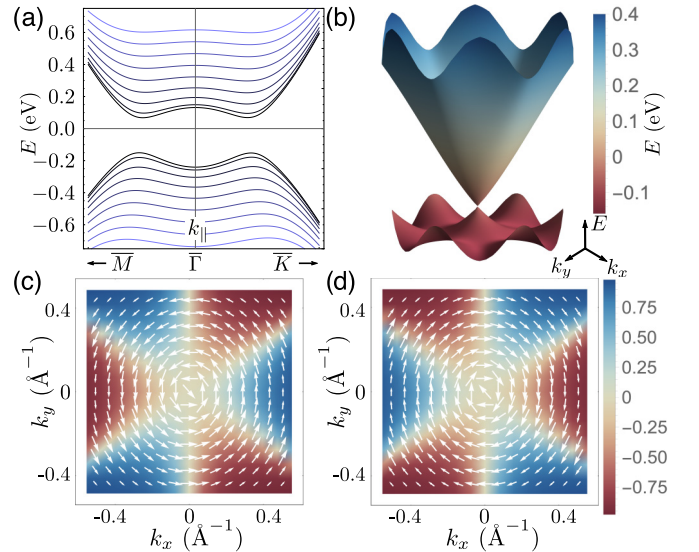 (a)
0.6
0.4
0.2
0.0
−0.2
−0.4
−0.6
E (eV)
k∥
M̅
Γ̅
K̅
(b)
0.4
0.3
0.2
0.1
0
-0.1
E (eV)
E
k_y
k_x
(c)
0.4
0
-0.4
k_y (Å⁻¹)
-0.4
0
0.4
k_x (Å⁻¹)
(d)
0.4
0
-0.4
k_y (Å⁻¹)
-0.4
0
0.4
k_x (Å⁻¹)
0.75
0.50
0.25
0
-0.25
-0.50
-0.75